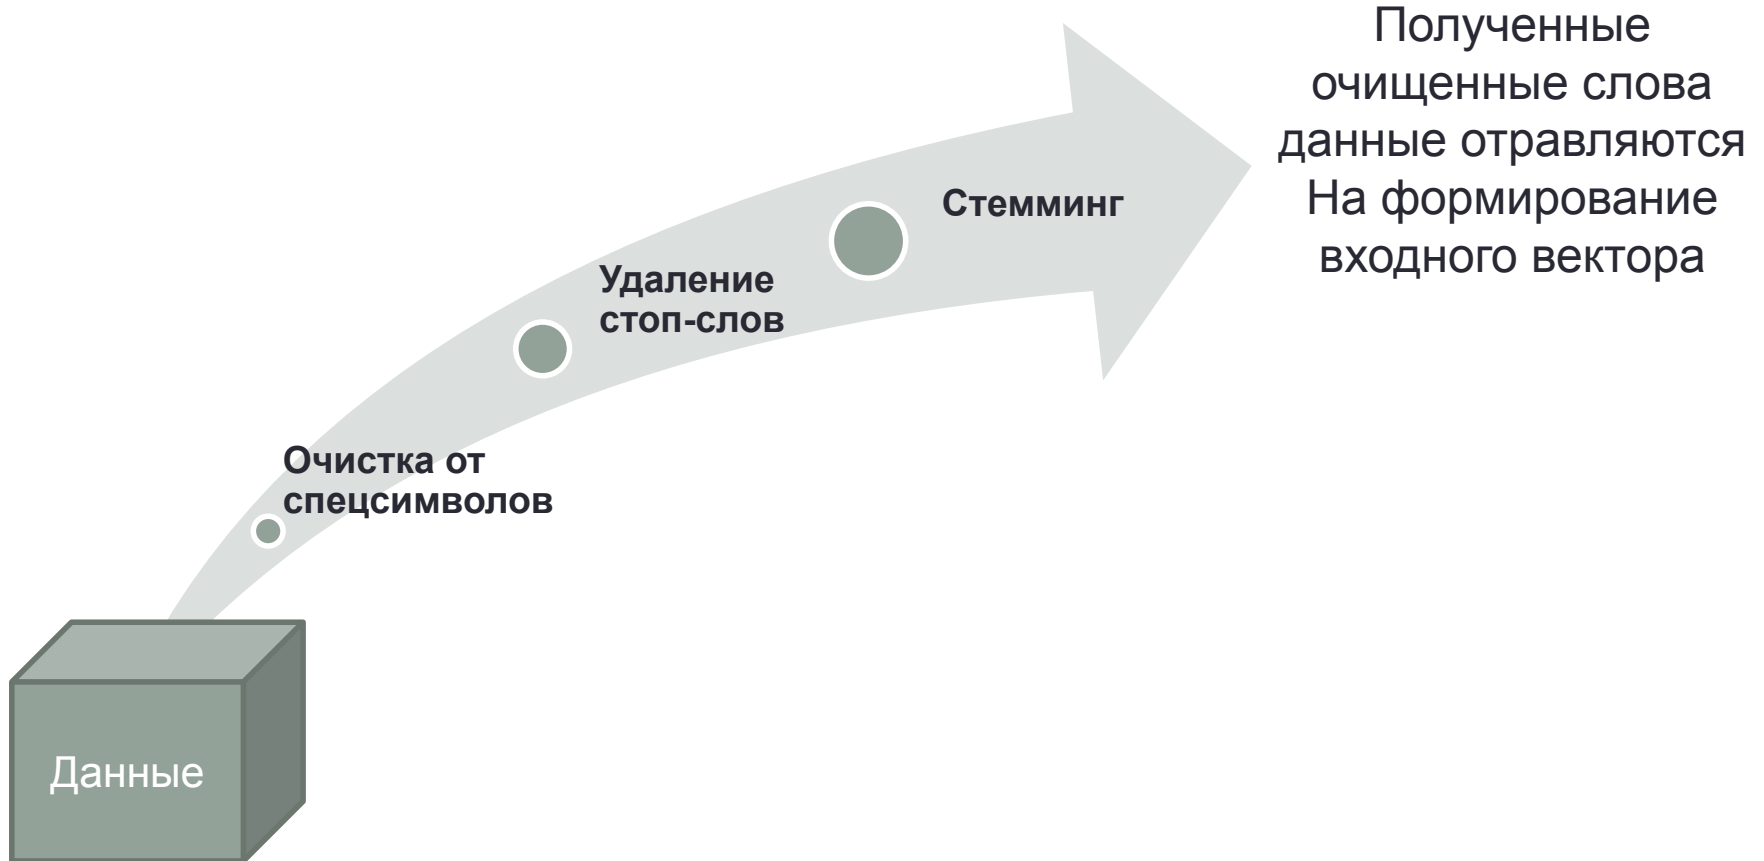 Полученные
очищенные слова
данные отравляются
На формирование
входного вектора
Стемминг
Удаление
стоп-слов
Очистка от
спецсимволов
Данные